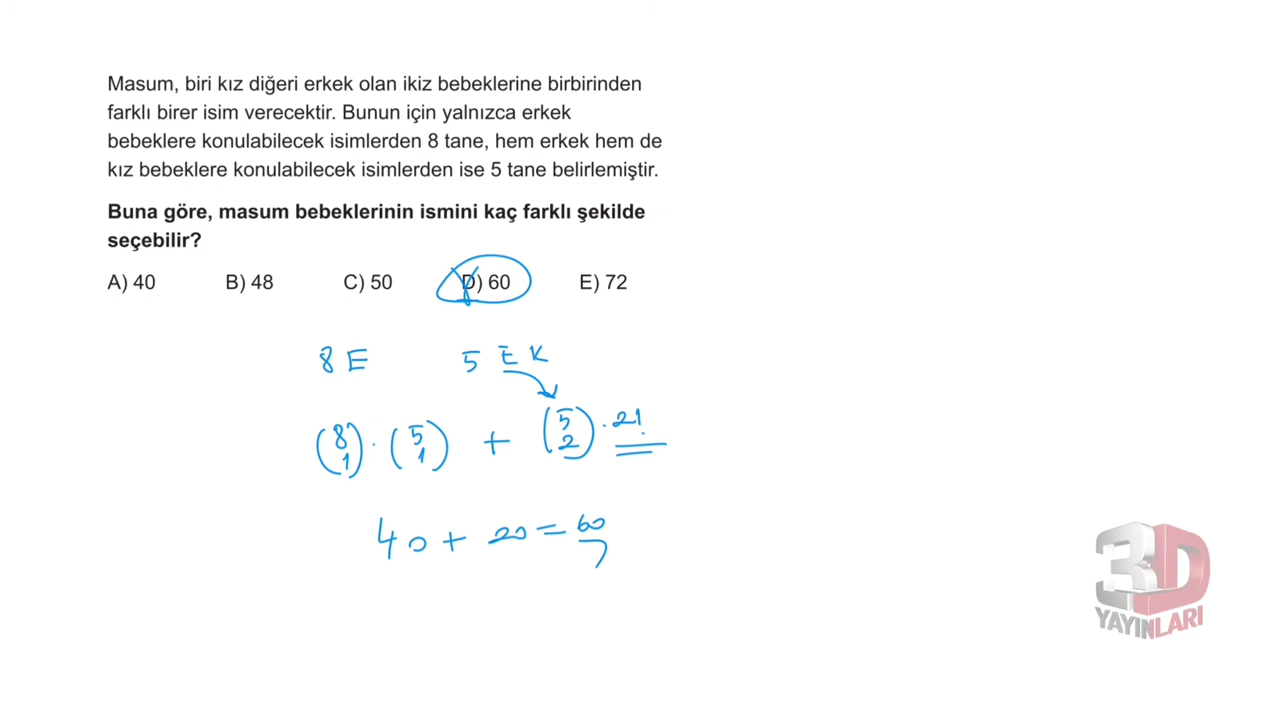 Masum, biri kız diğeri erkek olan ikiz bebeklerine birbirinden
farklı birer isim verecektir. Bunun için yalnızca erkek
bebeklere konulabilecek isimlerden 8 tane, hem erkek hem de
kız bebeklere konulabilecek isimlerden ise 5 tane belirlemiştir.
Buna göre, masum bebeklerinin ismini kaç farklı şekilde
seçebilir?
A) 40 B) 48 C) 50 D) 60 E) 72
8 E 5 E K
(8 1) · (5 1) + (5 2) · 2!
40 + 20 = 60
3D
YAYINLARI